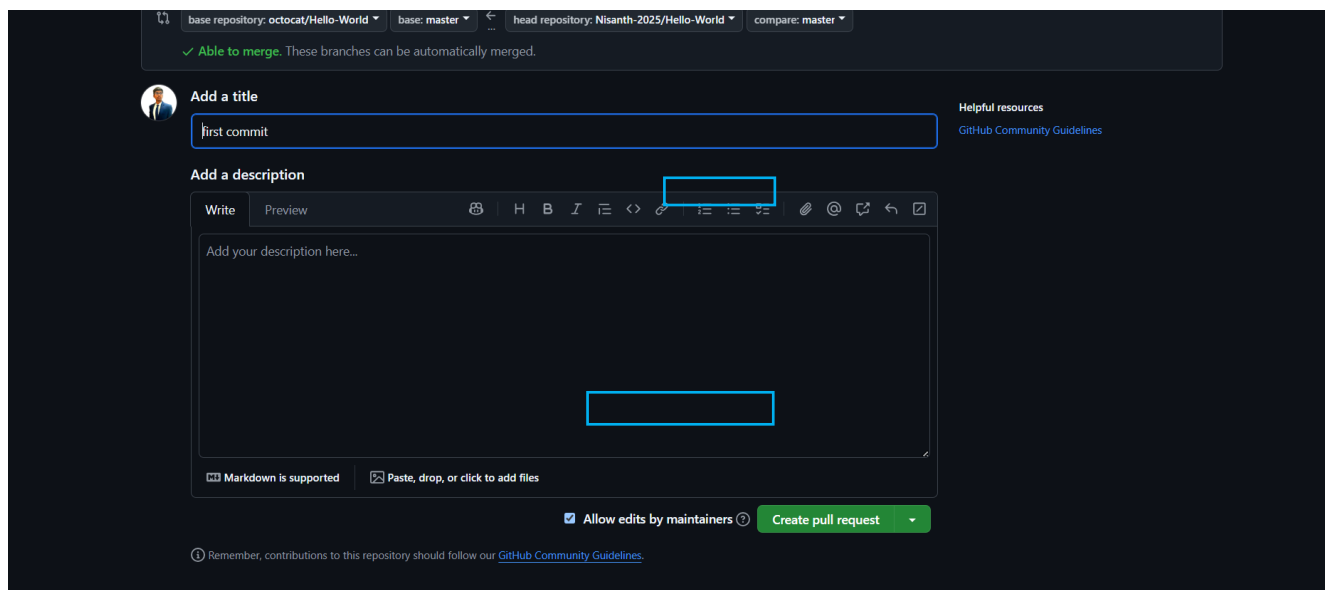 base repository: octocat/Hello-World base: master ← ... head repository: Nisanth-2025/Hello-World compare: master
✓ Able to merge. These branches can be automatically merged.
Add a title
first commit
Helpful resources
GitHub Community Guidelines
Add a description
Write Preview
Add your description here...
Markdown is supported Paste, drop, or click to add files
Allow edits by maintainers Create pull request
Remember, contributions to this repository should follow our GitHub Community Guidelines.